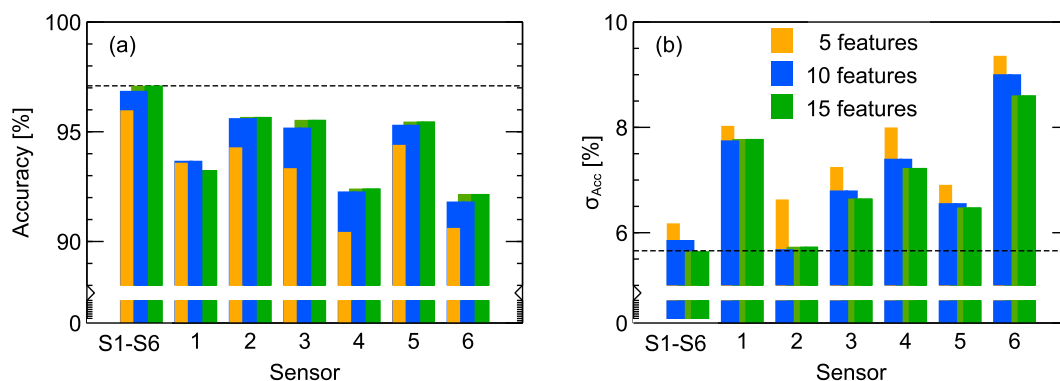 100
(a)
95
90
0
Accuracy [%]
S1-S6 1 2 3 4 5 6
Sensor
10
(b)
5 features
10 features
15 features
8
6
0
σAcc [%]
S1-S6 1 2 3 4 5 6
Sensor